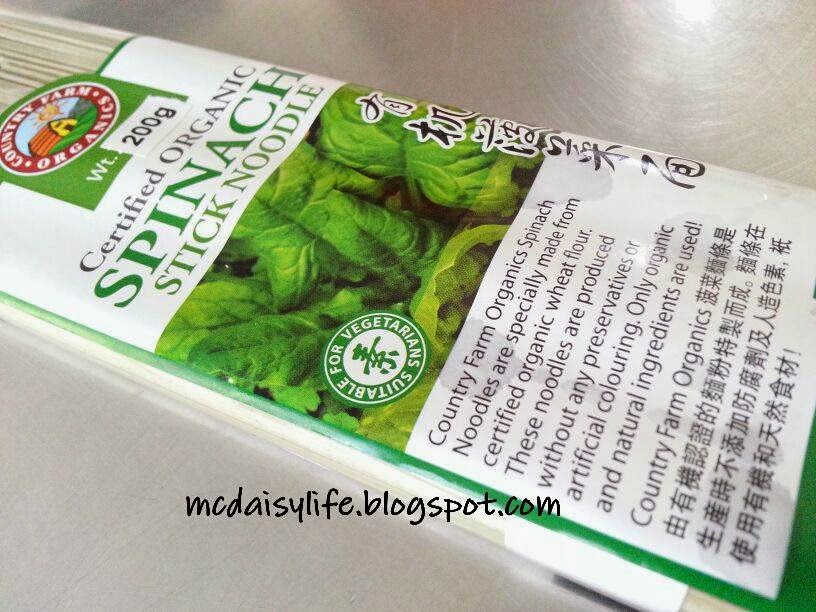 COUNTRY FARM
ORGANICS
Wt. 200g
Certified ORGANIC
SPINACH
STICK NOODLE
有機菠菜面
SUITABLE FOR VEGETARIANS
素
Country Farm Organics Spinach
Noodles are specially made from
certified organic wheat flour.
These noodles are produced
without any preservatives or
artificial colouring. Only organic
and natural ingredients are used!
Country Farm Organics 菠菜麵條是
由有機認證的麵粉特製而成。麵條在
生產時不添加防腐劑及人造色素,祇
使用有機和天然食材!
mcdaisylife.blogspot.com